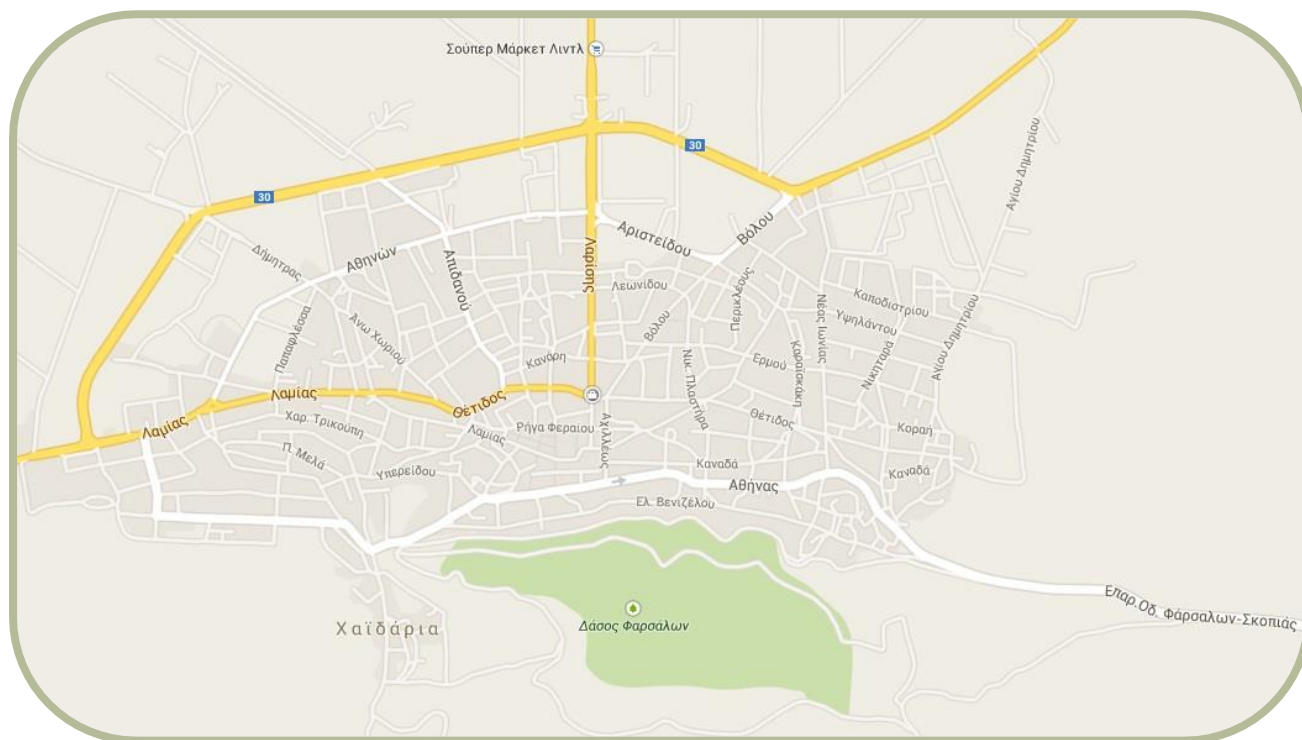 Σούπερ Μάρκετ Λιντλ
30
30
Αγίου Δημητρίου
Αριστείδου
Βόλου
Δήμητρας
Αθηνών
Απιδανού
Λαρίσης
Λεωνίδου
Περικλέους
Νέας Ιωνίας
Καποδιστρίου
Υψηλάντου
Αγίου Δημητρίου
Παπαφλέσσα
Άνω Χωριού
Βόλου
Κανάρη
Νικ. Πλαστήρα
Ερμού
Καραϊσκάκη
Νικηταρά
Λαμίας
Θέτιδος
Λαμίας
Χαρ. Τρικούπη
Λαμίας
Ρήγα Φεραίου
Αχιλλέως
Θέτιδος
Κοραή
Π. Μελά
Υπερείδου
Καναδά
Καναδά
Αθήνας
Ελ. Βενιζέλου
Επαρ.Οδ. Φάρσαλων-Σκοπιάς
Δάσος Φαρσάλων
Χαϊδάρια